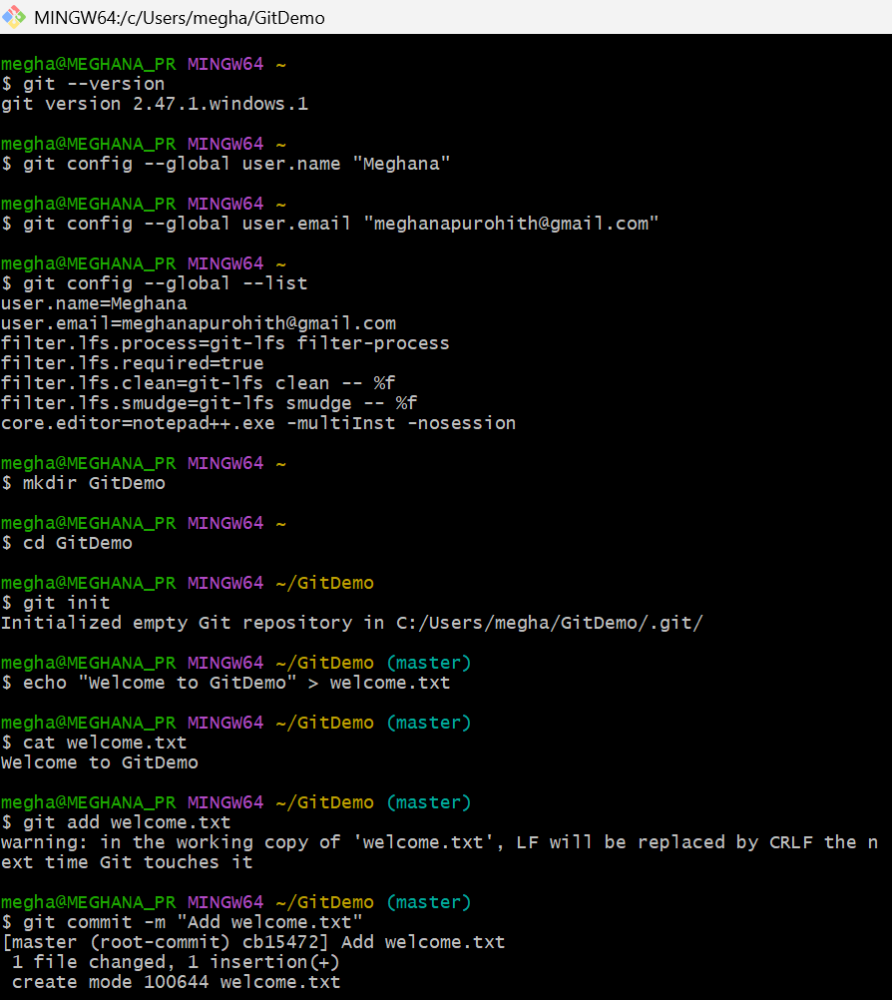 MINGW64:/c/Users/megha/GitDemo
megha@MEGHANA_PR MINGW64 ~
$ git --version
git version 2.47.1.windows.1
megha@MEGHANA_PR MINGW64 ~
$ git config --global user.name "Meghana"
megha@MEGHANA_PR MINGW64 ~
$ git config --global user.email "meghanapurohith@gmail.com"
megha@MEGHANA_PR MINGW64 ~
$ git config --global --list
user.name=Meghana
user.email=meghanapurohith@gmail.com
filter.lfs.process=git-lfs filter-process
filter.lfs.required=true
filter.lfs.clean=git-lfs clean -- %f
filter.lfs.smudge=git-lfs smudge -- %f
core.editor=notepad++.exe -multiInst -nosession
megha@MEGHANA_PR MINGW64 ~
$ mkdir GitDemo
megha@MEGHANA_PR MINGW64 ~
$ cd GitDemo
megha@MEGHANA_PR MINGW64 ~/GitDemo
$ git init
Initialized empty Git repository in C:/Users/megha/GitDemo/.git/
megha@MEGHANA_PR MINGW64 ~/GitDemo (master)
$ echo "Welcome to GitDemo" > welcome.txt
megha@MEGHANA_PR MINGW64 ~/GitDemo (master)
$ cat welcome.txt
Welcome to GitDemo
megha@MEGHANA_PR MINGW64 ~/GitDemo (master)
$ git add welcome.txt
warning: in the working copy of 'welcome.txt', LF will be replaced by CRLF the n
ext time Git touches it
megha@MEGHANA_PR MINGW64 ~/GitDemo (master)
$ git commit -m "Add welcome.txt"
[master (root-commit) cb15472] Add welcome.txt
 1 file changed, 1 insertion(+)
 create mode 100644 welcome.txt